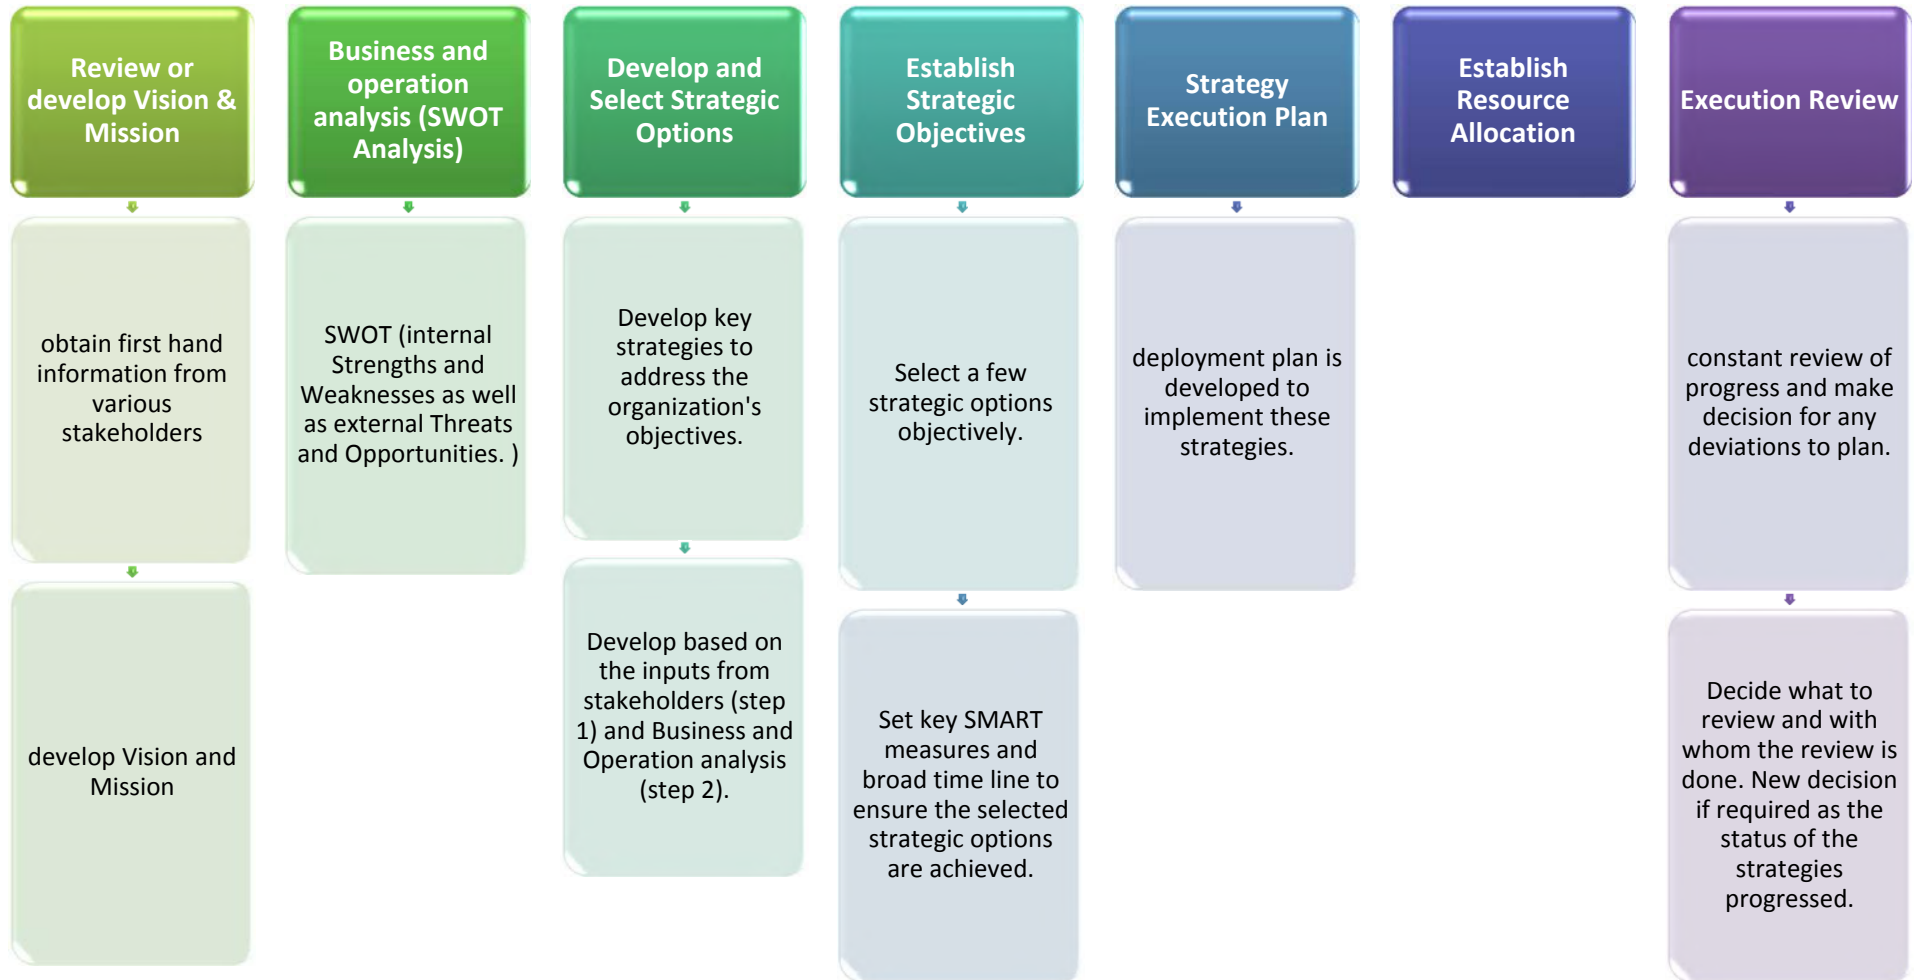 Review or
develop Vision &
Mission
obtain first hand
information from
various
stakeholders
develop Vision and
Mission
Business and
operation
analysis (SWOT
Analysis)
SWOT (internal
Strengths and
Weaknesses as well
as external Threats
and Opportunities. )
Develop and
Select Strategic
Options
Develop key
strategies to
address the
organization's
objectives.
Develop based on
the inputs from
stakeholders (step
1) and Business and
Operation analysis
(step 2).
Establish
Strategic
Objectives
Select a few
strategic options
objectively.
Set key SMART
measures and
broad time line to
ensure the selected
strategic options
are achieved.
Strategy
Execution Plan
deployment plan is
developed to
implement these
strategies.
Establish
Resource
Allocation
Execution Review
constant review of
progress and make
decision for any
deviations to plan.
Decide what to
review and with
whom the review is
done. New decision
if required as the
status of the
strategies
progressed.